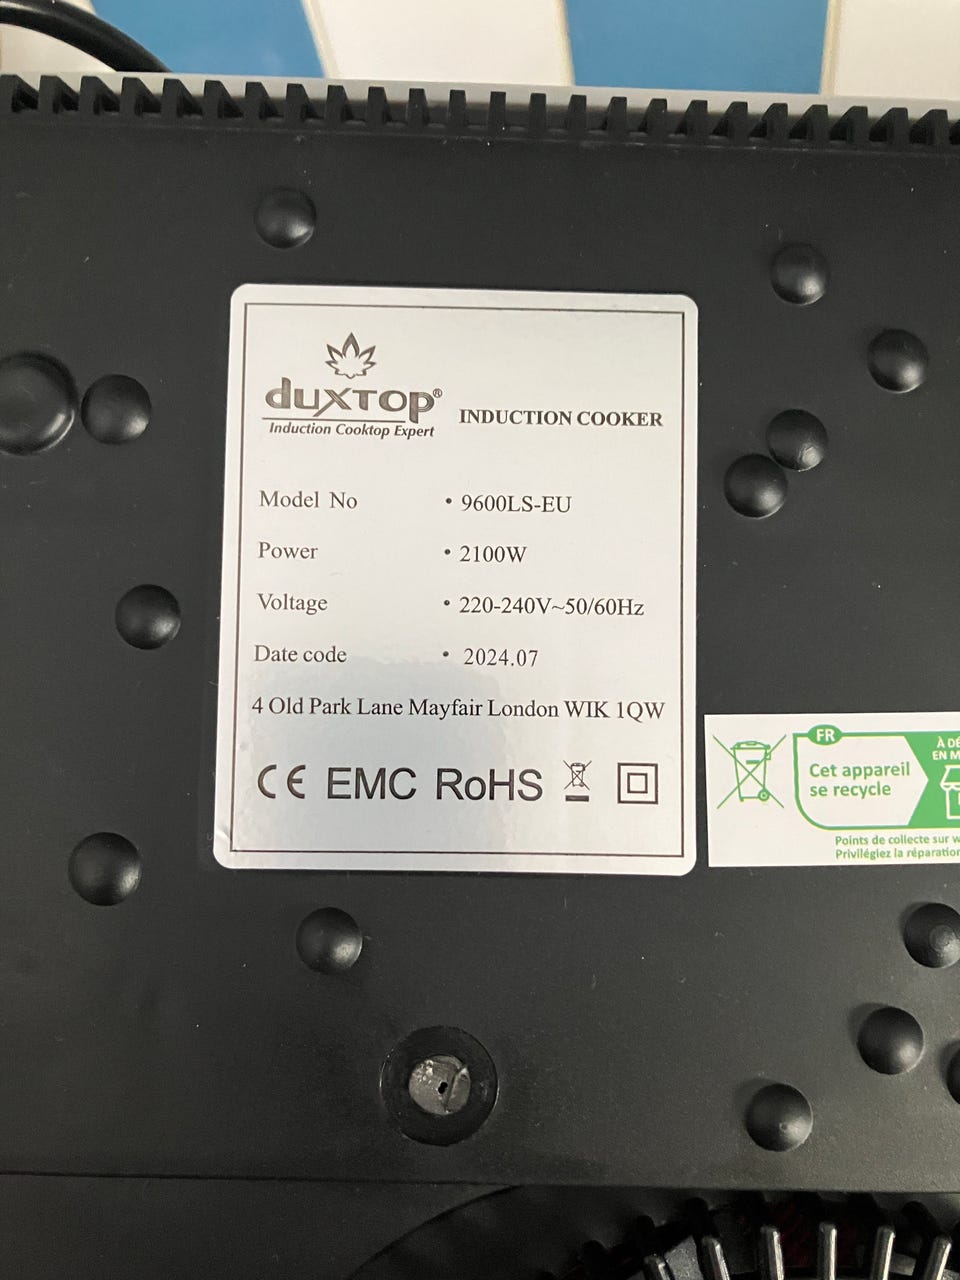 duxtop®
Induction Cooktop Expert
INDUCTION COOKER
Model No • 9600LS-EU
Power • 2100W
Voltage • 220-240V~50/60Hz
Date code • 2024.07
4 Old Park Lane Mayfair London WIK 1QW
CE EMC RoHS
FR
Cet appareil
se recycle
À
EN
Points de collecte sur
Privilégiez la